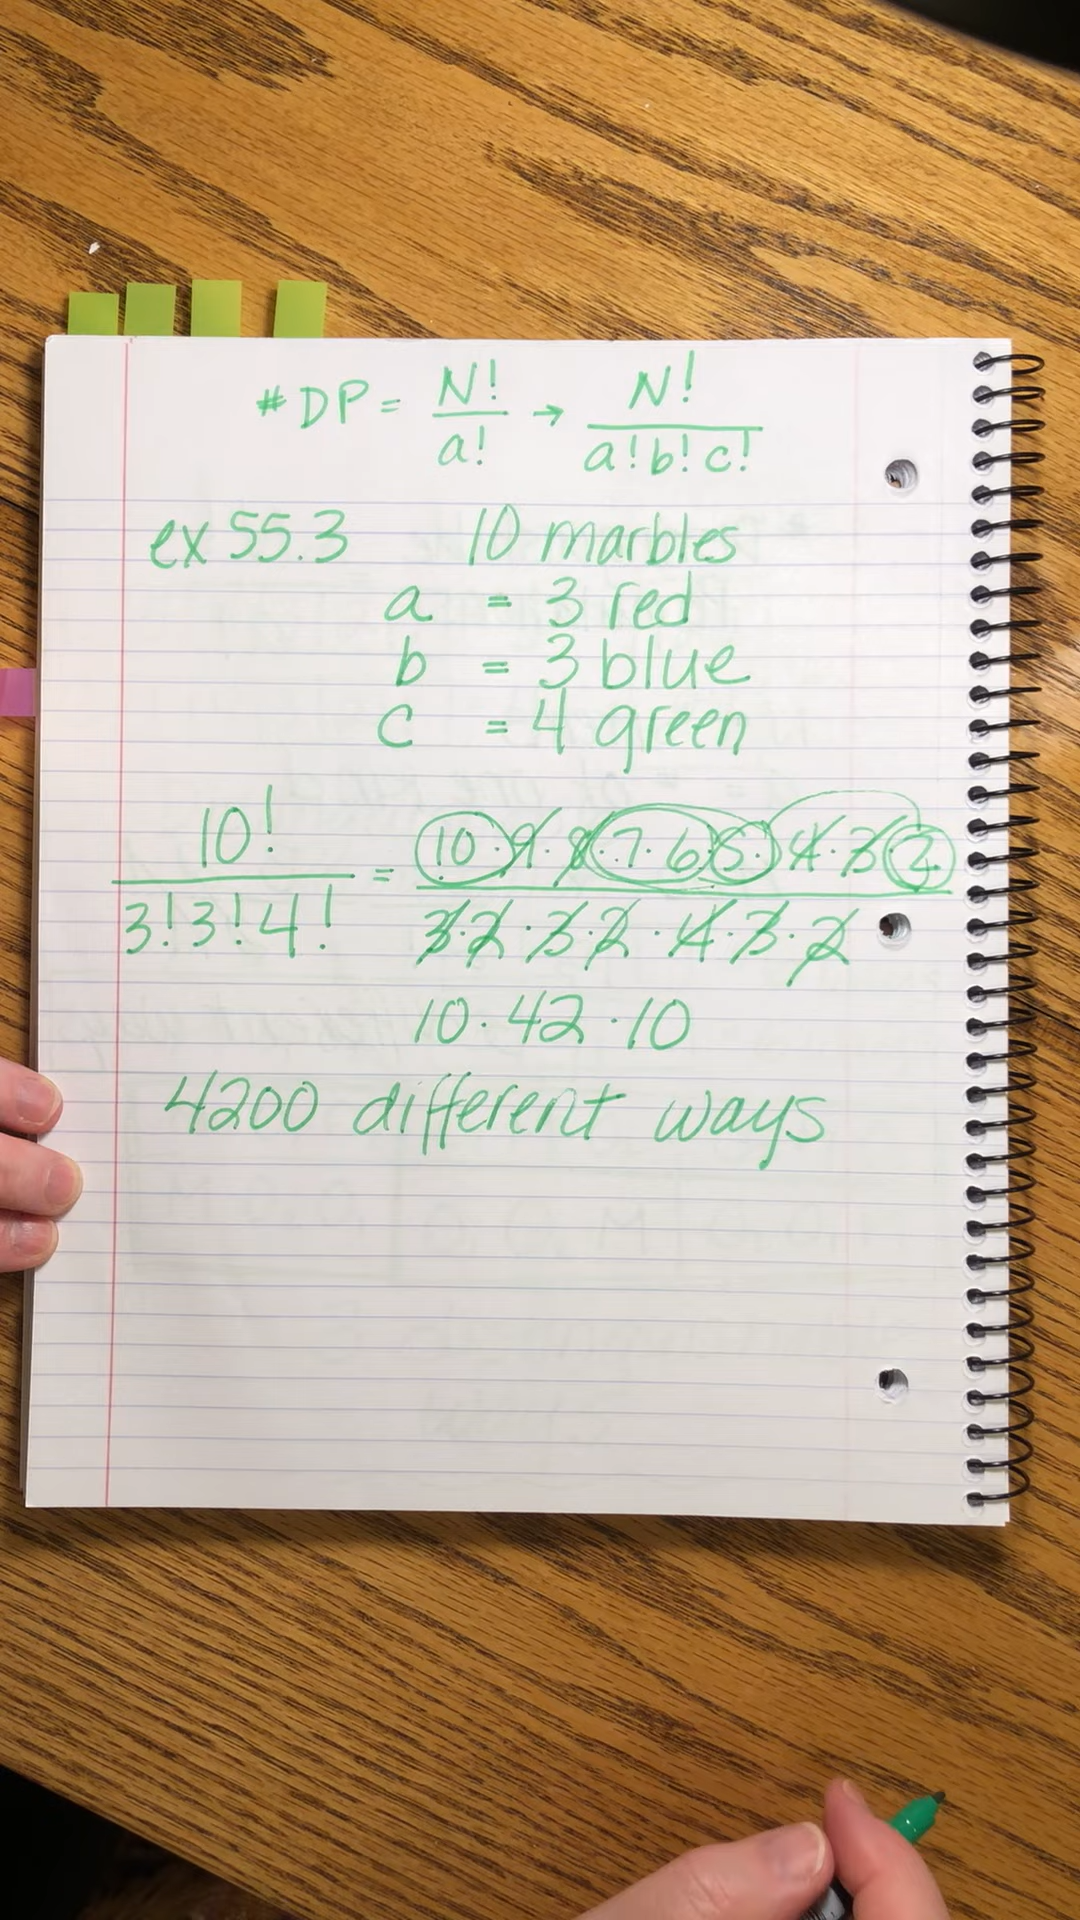 # DP = N!/a! → N!/a! b! c!
ex 55.3 10 marbles
a = 3 red
b = 3 blue
c = 4 green
10!/3! 3! 4! = 10 · 9 · 8 · 7 · 6 · 5 · 4 · 3 · 2/3 · 2 · 3 · 2 · 4 · 3 · 2
10 · 42 · 10
4200 different ways